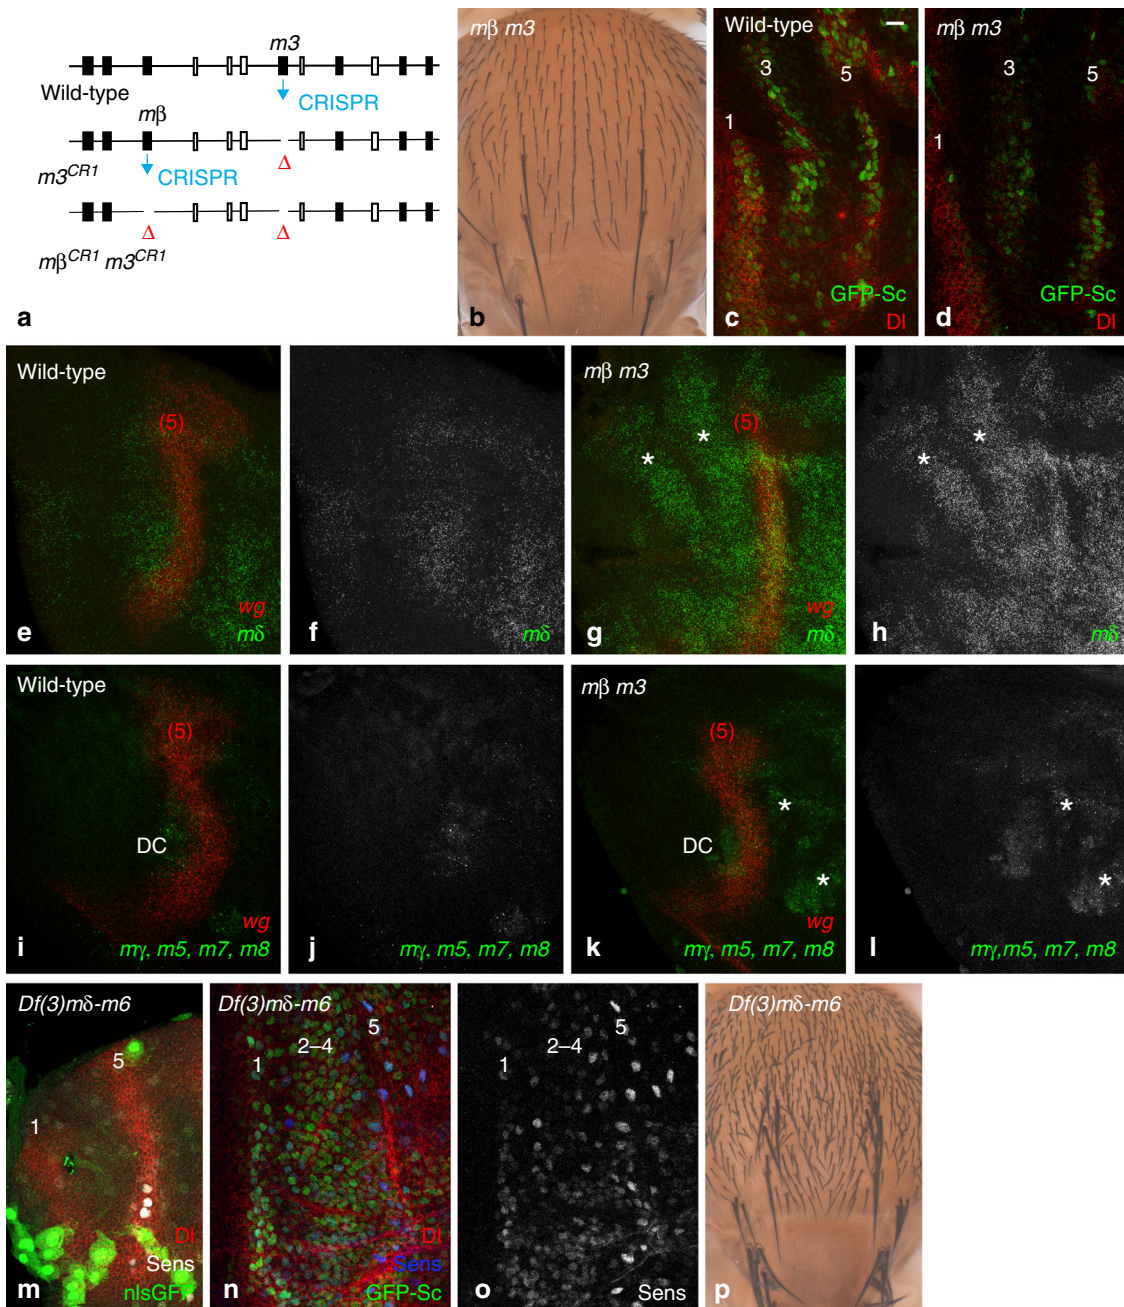 m3
Wild-type
CRISPR
mβ
Δ
m3CR1
CRISPR
Δ
Δ
mβCR1 m3CR1
a
mβ m3
b
Wild-type
3
5
1
GFP-Sc
Dl
c
mβ m3
3
5
1
GFP-Sc
Dl
d
Wild-type
(5)
wg
mδ
e
mδ
f
mβ m3
(5)
*
*
wg
mδ
g
*
*
mδ
h
Wild-type
(5)
DC
wg
mγ, m5, m7, m8
i
mγ, m5, m7, m8
j
mβ m3
(5)
*
DC
*
wg
mγ, m5, m7, m8
k
*
*
mγ,m5, m7, m8
l
Df(3)mδ-m6
5
1
Dl
Sens
nlsGFP
m
Df(3)mδ-m6
5
2–4
1
Dl
Sens
GFP-Sc
n
5
2–4
1
Sens
o
Df(3)mδ-m6
p